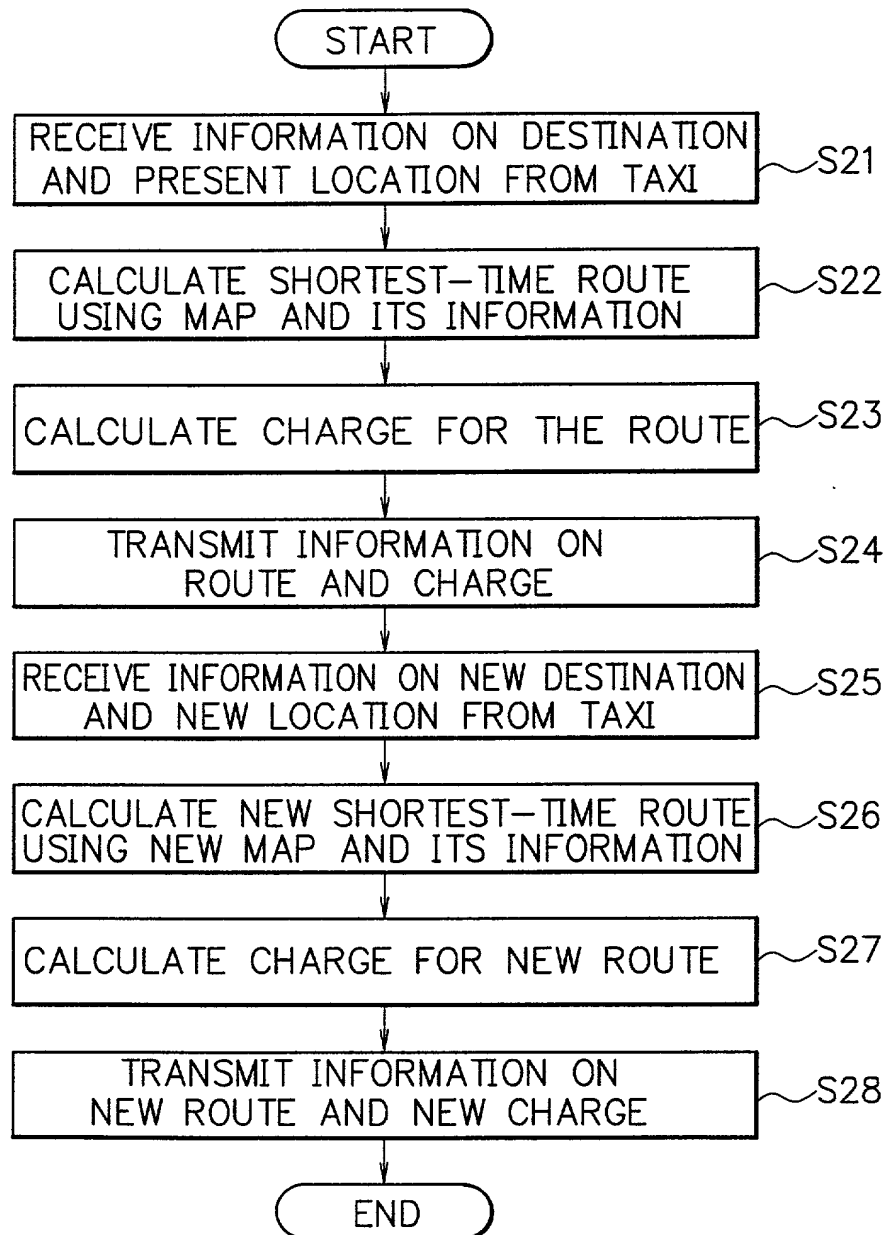 START
RECEIVE INFORMATION ON DESTINATION
AND PRESENT LOCATION FROM TAXI
S21
CALCULATE SHORTEST-TIME ROUTE
USING MAP AND ITS INFORMATION
S22
CALCULATE CHARGE FOR THE ROUTE
S23
TRANSMIT INFORMATION ON
ROUTE AND CHARGE
S24
RECEIVE INFORMATION ON NEW DESTINATION
AND NEW LOCATION FROM TAXI
S25
CALCULATE NEW SHORTEST-TIME ROUTE
USING NEW MAP AND ITS INFORMATION
S26
CALCULATE CHARGE FOR NEW ROUTE
S27
TRANSMIT INFORMATION ON
NEW ROUTE AND NEW CHARGE
S28
END